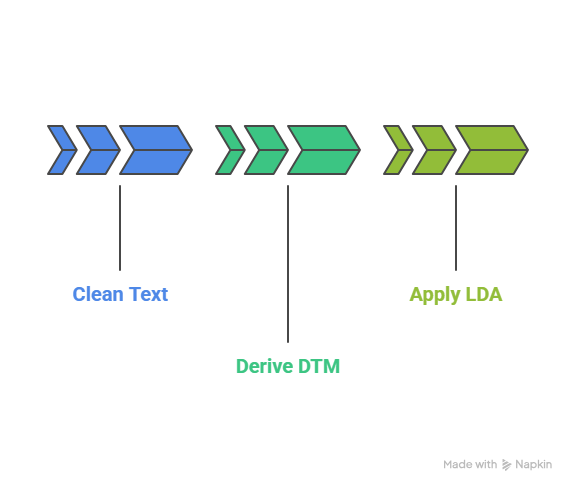 Clean Text
Apply LDA
Derive DTM
Made with Napkin